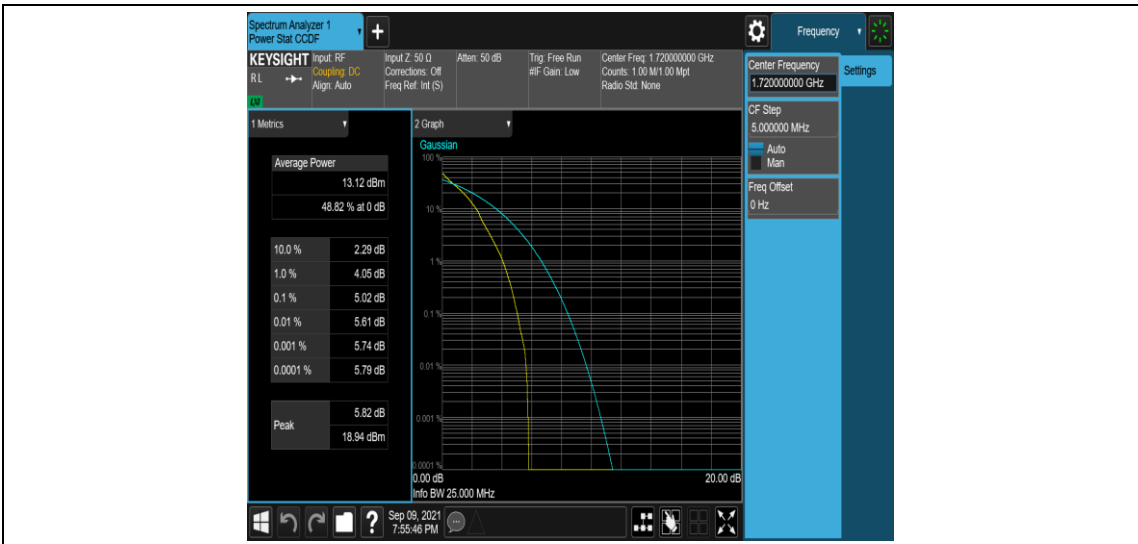 Spectrum Analyzer 1
Power Stat CCDF
+
Frequency
KEYSIGHT
R L
LXI
Input: RF
Coupling: DC
Align: Auto
Input Z: 50 Ω
Corrections: Off
Freq Ref: Int (S)
Atten: 50 dB
Trig: Free Run
#IF Gain: Low
Center Freq: 1.720000000 GHz
Counts: 1.00 M/1.00 Mpt
Radio Std: None
Center Frequency
1.720000000 GHz
Settings
CF Step
5.000000 MHz
Auto
Man
Freq Offset
0 Hz
1 Metrics
Average Power
13.12 dBm
48.82 % at 0 dB
10.0 % 2.29 dB
1.0 % 4.05 dB
0.1 % 5.02 dB
0.01 % 5.61 dB
0.001 % 5.74 dB
0.0001 % 5.79 dB
Peak
5.82 dB
18.94 dBm
2 Graph
Gaussian
100 %
10 %
1 %
0.1 %
0.01 %
0.001 %
0.0001 %
0.00 dB 20.00 dB
Info BW 25.000 MHz
?
Sep 09, 2021
7:55:46 PM